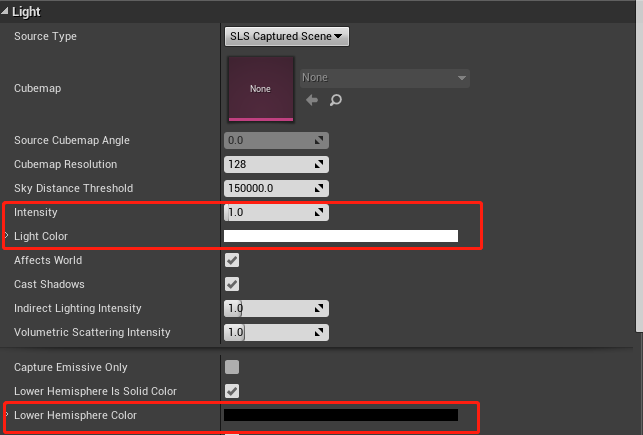 Light
Source Type SLS Captured Scene
None
Cubemap None
Source Cubemap Angle 0.0
Cubemap Resolution 128
Sky Distance Threshold 150000.0
Intensity 1.0
Light Color
Affects World
Cast Shadows
Indirect Lighting Intensity 1.0
Volumetric Scattering Intensity 1.0
Capture Emissive Only
Lower Hemisphere Is Solid Color
Lower Hemisphere Color